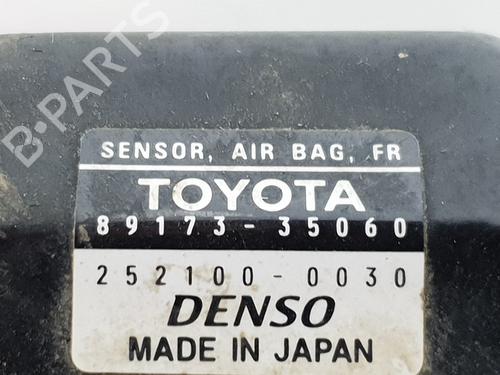 B-PARTS
SENSOR, AIR BAG, FR
TOYOTA
89173-35060
252100-0030
DENSO
MADE IN JAPAN